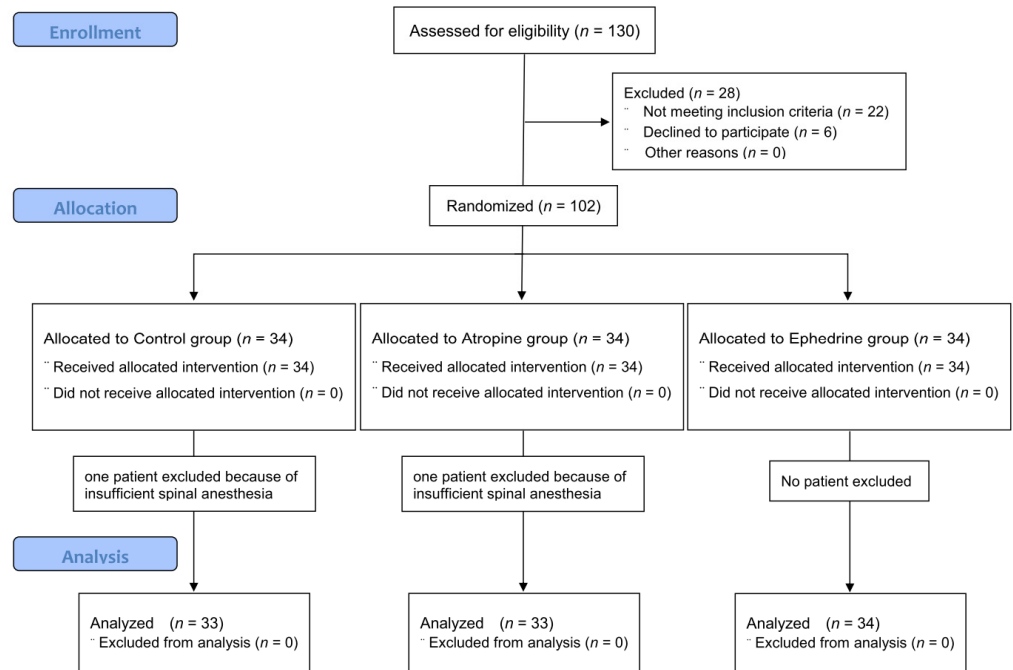 Enrollment
Assessed for eligibility (n = 130)
Excluded (n = 28)
¨ Not meeting inclusion criteria (n = 22)
¨ Declined to participate (n = 6)
¨ Other reasons (n = 0)
Allocation
Randomized (n = 102)
Allocated to Control group (n = 34)
¨ Received allocated intervention (n = 34)
¨ Did not receive allocated intervention (n = 0)
Allocated to Atropine group (n = 34)
¨ Received allocated intervention (n = 34)
¨ Did not receive allocated intervention (n = 0)
Allocated to Ephedrine group (n = 34)
¨ Received allocated intervention (n = 34)
¨ Did not receive allocated intervention (n = 0)
one patient excluded because of
insufficient spinal anesthesia
one patient excluded because of
insufficient spinal anesthesia
No patient excluded
Analysis
Analyzed (n = 33)
¨ Excluded from analysis (n = 0)
Analyzed (n = 33)
¨ Excluded from analysis (n = 0)
Analyzed (n = 34)
¨ Excluded from analysis (n = 0)